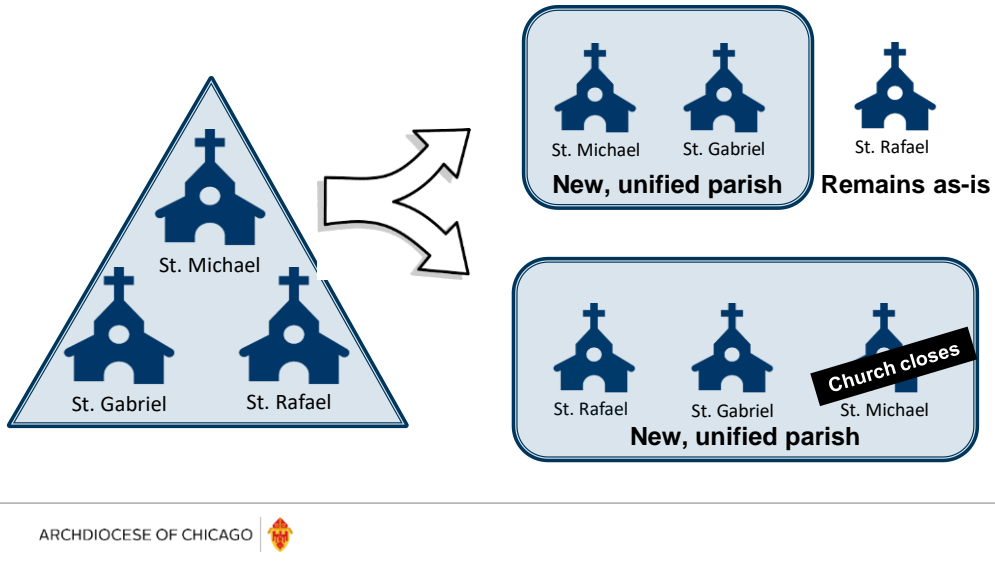 St. Michael
St. Gabriel
St. Rafael
St. Michael
St. Gabriel
St. Rafael
New, unified parish
Remains as-is
Church closes
St. Rafael
St. Gabriel
St. Michael
New, unified parish
ARCHDIOCESE OF CHICAGO